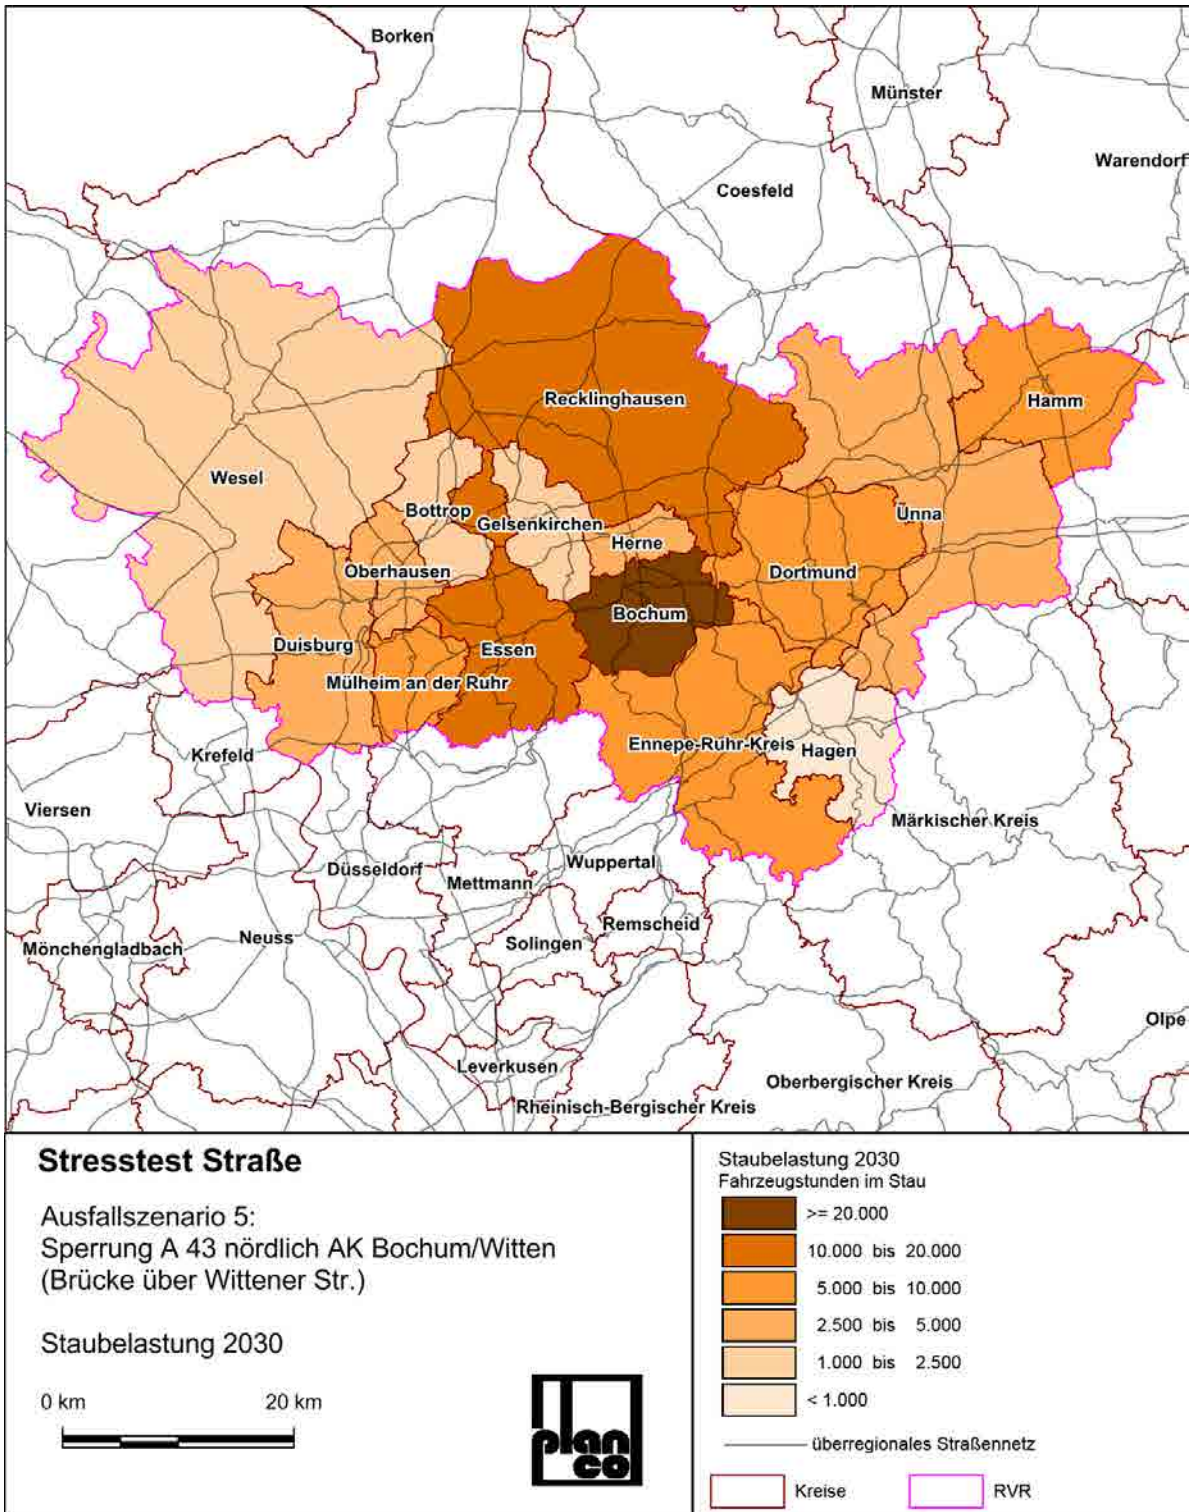 Borken
Münster
Warendorf
Coesfeld
Recklinghausen
Hamm
Wesel
Bottrop
Gelsenkirchen
Unna
Herne
Oberhausen
Dortmund
Bochum
Duisburg
Essen
Mülheim an der Ruhr
Ennepe-Ruhr-Kreis
Hagen
Krefeld
Viersen
Märkischer Kreis
Wuppertal
Düsseldorf
Mettmann
Remscheid
Neuss
Solingen
Mönchengladbach
Olpe
Leverkusen
Oberbergischer Kreis
Rheinisch-Bergischer Kreis
Stresstest Straße
Ausfallszenario 5:
Sperrung A 43 nördlich AK Bochum/Witten
(Brücke über Wittener Str.)
Staubelastung 2030
0 km 20 km
plan
co
Staubelastung 2030
Fahrzeugstunden im Stau
>= 20.000
10.000 bis 20.000
5.000 bis 10.000
2.500 bis 5.000
1.000 bis 2.500
< 1.000
überregionales Straßennetz
Kreise RVR